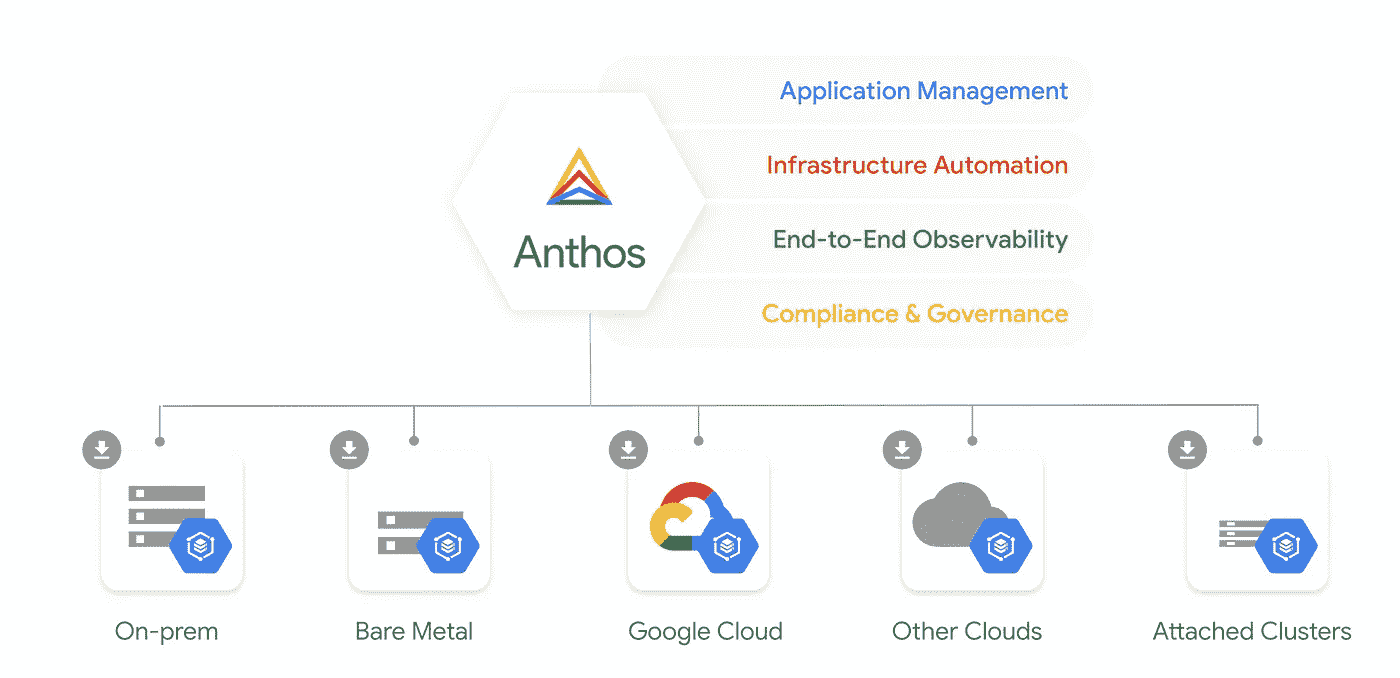 Application Management
Infrastructure Automation
End-to-End Observability
Compliance & Governance
Anthos
On-prem
Bare Metal
Google Cloud
Other Clouds
Attached Clusters